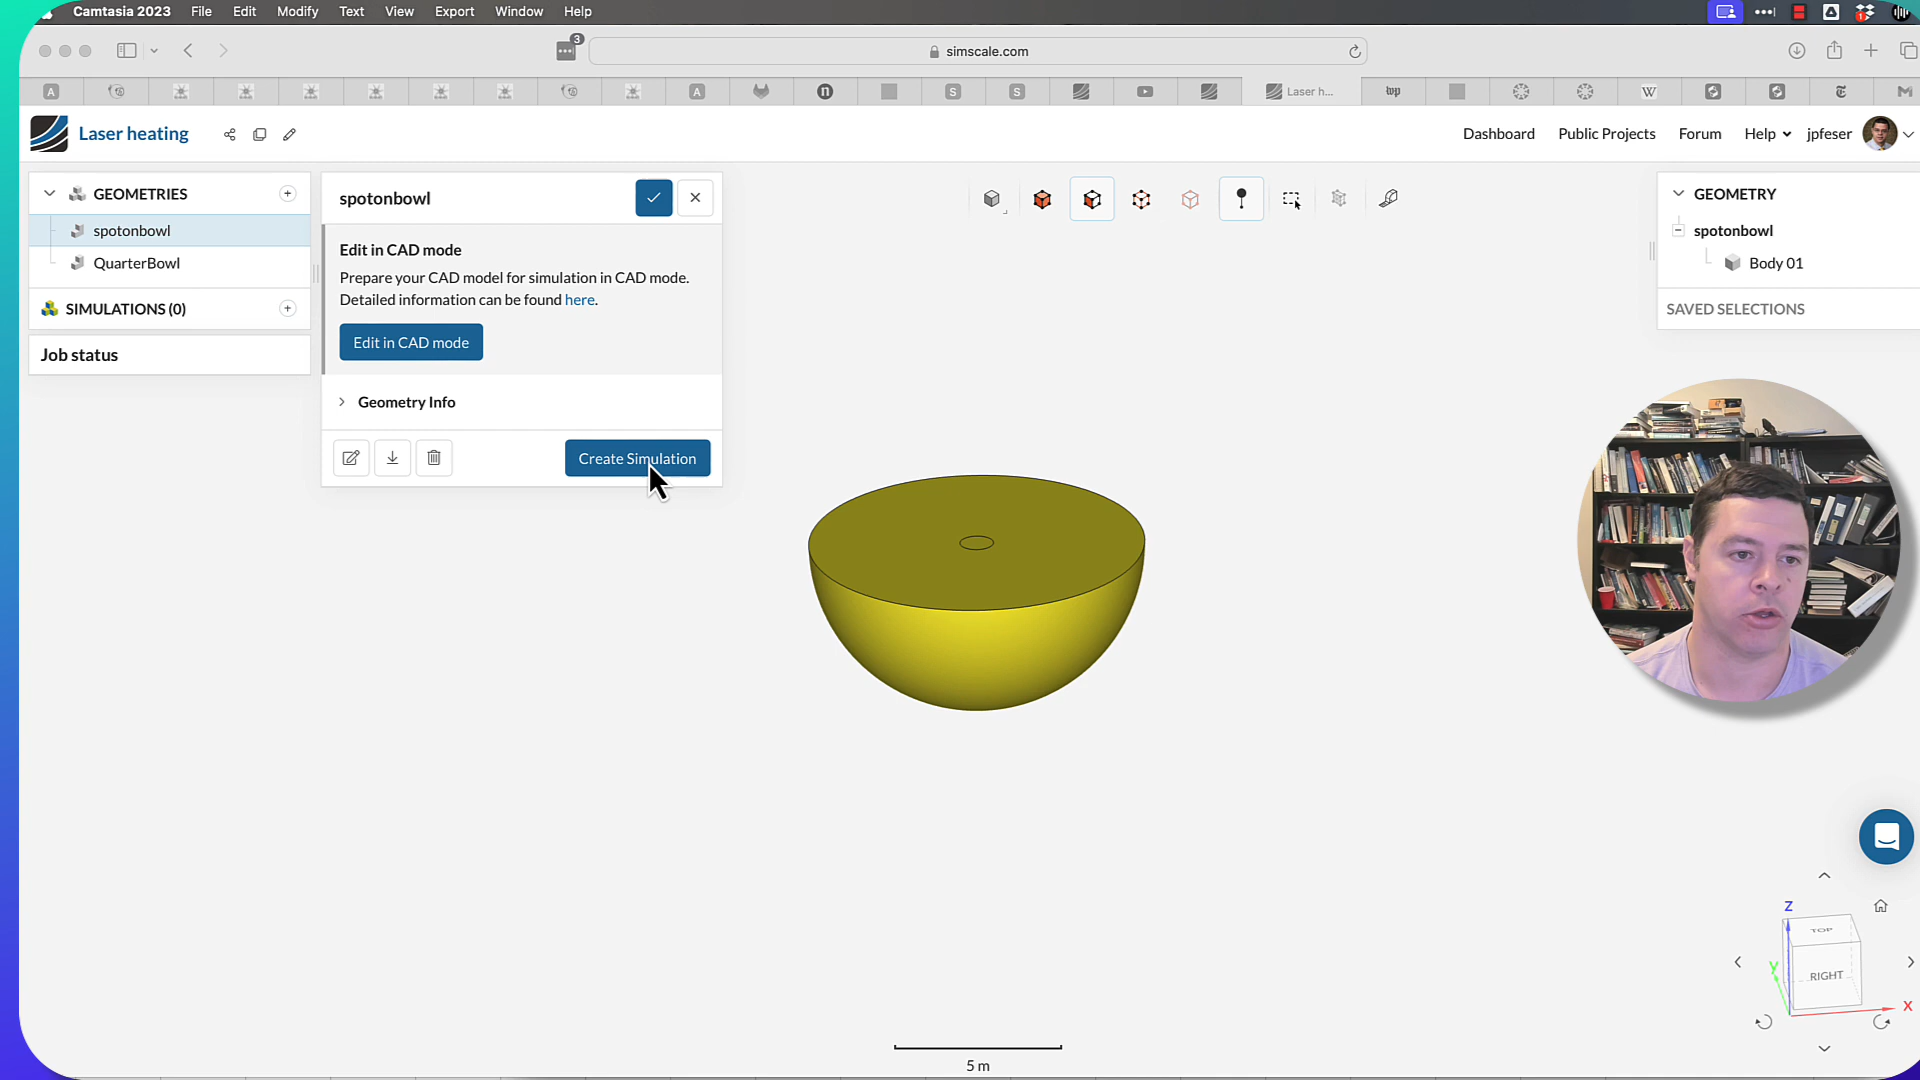 Camtasia 2023 File Edit Modify Text View Export Window Help
3
simscale.com
A A n S S Laser h... wp W
Laser heating
Dashboard Public Projects Forum Help jpfeser
GEOMETRIES
spotonbowl
QuarterBowl
SIMULATIONS (0)
Job status
spotonbowl
Edit in CAD mode
Prepare your CAD model for simulation in CAD mode.
Detailed information can be found here.
Edit in CAD mode
Geometry Info
Create Simulation
GEOMETRY
spotonbowl
Body 01
SAVED SELECTIONS
Z
TOP
Y
RIGHT
X
5 m